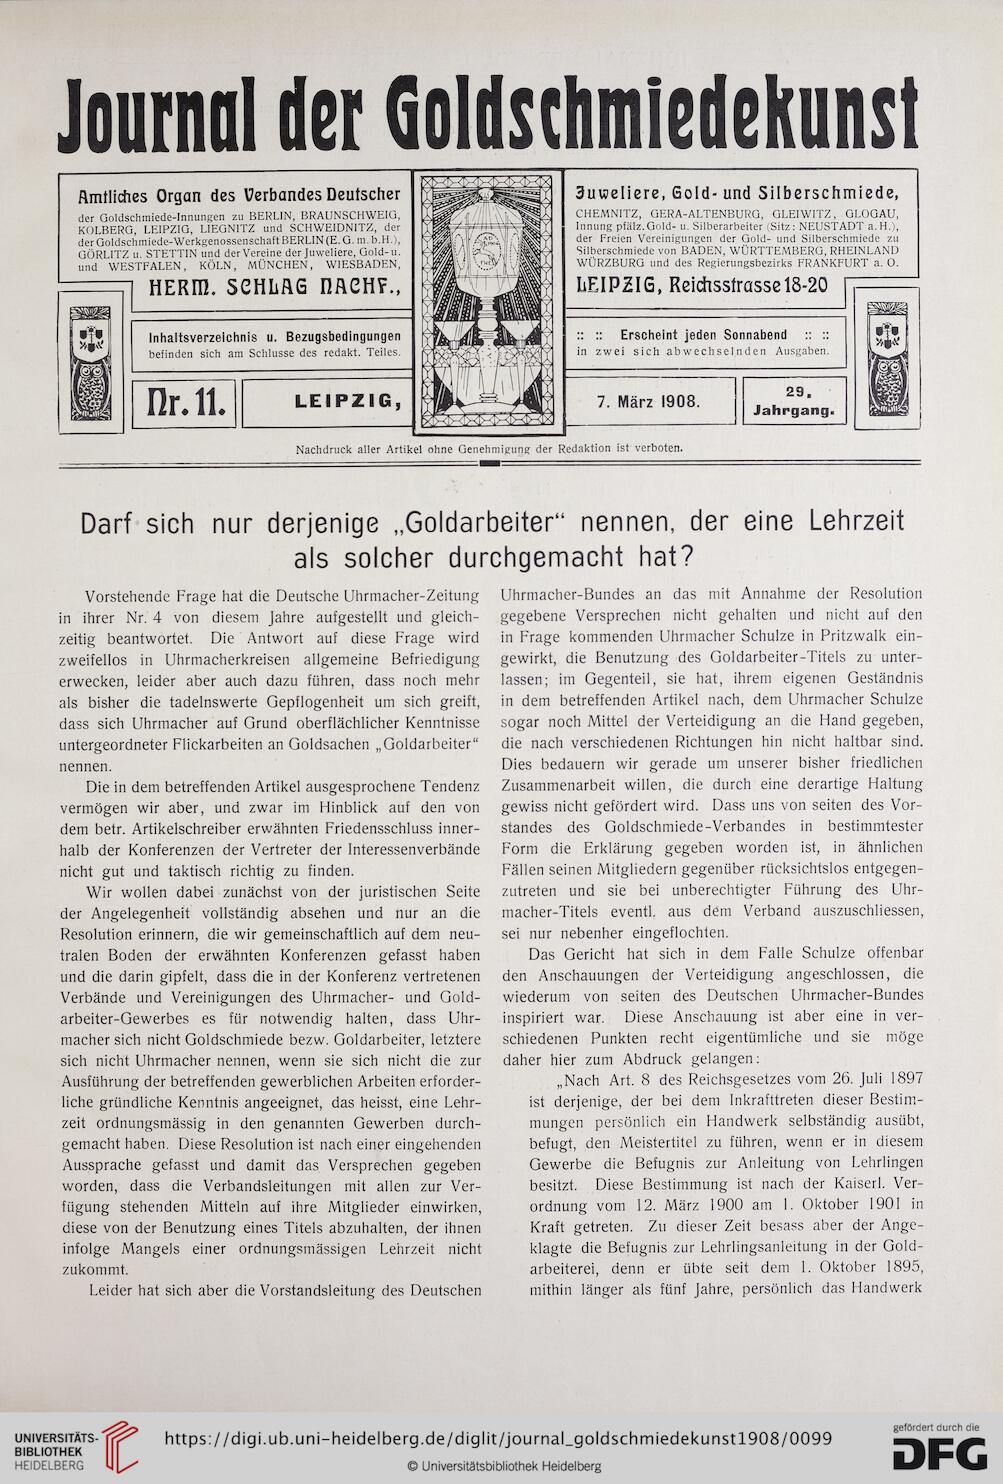 Journal der Goldschmiedekunst
Amtliches Organ des Verbandes Deutscher
der Goldschmiede-Innungen zu BERLIN, BRAUNSCHWEIG,
KOLBERG, LEIPZIG, LIEGNITZ und SCHWEIDNITZ, der
der Goldschmiede-Werkgenossenschaft BERLIN (E. G. m. b. H.),
GÖRLITZ u. STETTIN und der Vereine der Juweliere, Gold- u.
und WESTFALEN, KÖLN, MÜNCHEN, WIESBADEN,
HERM. SCHLAG NACHF.,
Juweliere, Gold- und Silberschmiede,
CHEMNITZ, GERA-ALTENBURG, GLEIWITZ, GLOGAU,
Innung pfälz. Gold- u. Silberarbeiter (Sitz: NEUSTADT a. H.),
der Freien Vereinigungen der Gold- und Silberschmiede zu
Silberschmiede von BADEN, WÜRTTEMBERG, RHEINLAND
WÜRZBURG und des Regierungsbezirks FRANKFURT a. O.
LEIPZIG, Reichsstrasse 18-20
Inhaltsverzeichnis u. Bezugsbedingungen
befinden sich am Schlusse des redakt. Teiles.
:: :: Erscheint jeden Sonnabend :: ::
in zwei sich abwechselnden Ausgaben.
Nr. 11.
LEIPZIG,
7. März 1908.
29.
Jahrgang.
Nachdruck aller Artikel ohne Genehmigung der Redaktion ist verboten.
Darf sich nur derjenige „Goldarbeiter“ nennen, der eine Lehrzeit
als solcher durchgemacht hat?
Vorstehende Frage hat die Deutsche Uhrmacher-Zeitung
in ihrer Nr. 4 von diesem Jahre aufgestellt und gleich-
zeitig beantwortet. Die Antwort auf diese Frage wird
zweifellos in Uhrmacherkreisen allgemeine Befriedigung
erwecken, leider aber auch dazu führen, dass noch mehr
als bisher die tadelnswerte Gepflogenheit um sich greift,
dass sich Uhrmacher auf Grund oberflächlicher Kenntnisse
untergeordneter Flickarbeiten an Goldsachen „Goldarbeiter“
nennen.
Die in dem betreffenden Artikel ausgesprochene Tendenz
vermögen wir aber, und zwar im Hinblick auf den von
dem betr. Artikelschreiber erwähnten Friedensschluss inner-
halb der Konferenzen der Vertreter der Interessenverbände
nicht gut und taktisch richtig zu finden.
Wir wollen dabei zunächst von der juristischen Seite
der Angelegenheit vollständig absehen und nur an die
Resolution erinnern, die wir gemeinschaftlich auf dem neu-
tralen Boden der erwähnten Konferenzen gefasst haben
und die darin gipfelt, dass die in der Konferenz vertretenen
Verbände und Vereinigungen des Uhrmacher- und Gold-
arbeiter-Gewerbes es für notwendig halten, dass Uhr-
macher sich nicht Goldschmiede bezw. Goldarbeiter, letztere
sich nicht Uhrmacher nennen, wenn sie sich nicht die zur
Ausführung der betreffenden gewerblichen Arbeiten erforder-
liche gründliche Kenntnis angeeignet, das heisst, eine Lehr-
zeit ordnungsmässig in den genannten Gewerben durch-
gemacht haben. Diese Resolution ist nach einer eingehenden
Aussprache gefasst und damit das Versprechen gegeben
worden, dass die Verbandsleitungen mit allen zur Ver-
fügung stehenden Mitteln auf ihre Mitglieder einwirken,
diese von der Benutzung eines Titels abzuhalten, der ihnen
infolge Mangels einer ordnungsmässigen Lehrzeit nicht
zukommt.
Leider hat sich aber die Vorstandsleitung des Deutschen
Uhrmacher-Bundes an das mit Annahme der Resolution
gegebene Versprechen nicht gehalten und nicht auf den
in Frage kommenden Uhrmacher Schulze in Pritzwalk ein-
gewirkt, die Benutzung des Goldarbeiter-Titels zu unter-
lassen; im Gegenteil, sie hat, ihrem eigenen Geständnis
in dem betreffenden Artikel nach, dem Uhrmacher Schulze
sogar noch Mittel der Verteidigung an die Hand gegeben,
die nach verschiedenen Richtungen hin nicht haltbar sind.
Dies bedauern wir gerade um unserer bisher friedlichen
Zusammenarbeit willen, die durch eine derartige Haltung
gewiss nicht gefördert wird. Dass uns von seiten des Vor-
standes des Goldschmiede-Verbandes in bestimmtester
Form die Erklärung gegeben worden ist, in ähnlichen
Fällen seinen Mitgliedern gegenüber rücksichtslos entgegen-
zutreten und sie bei unberechtigter Führung des Uhr-
macher-Titels eventl. aus dem Verband auszuschliessen,
sei nur nebenher eingeflochten.
Das Gericht hat sich in dem Falle Schulze offenbar
den Anschauungen der Verteidigung angeschlossen, die
wiederum von seiten des Deutschen Uhrmacher-Bundes
inspiriert war. Diese Anschauung ist aber eine in ver-
schiedenen Punkten recht eigentümliche und sie möge
daher hier zum Abdruck gelangen:
„Nach Art. 8 des Reichsgesetzes vom 26. Juli 1897
ist derjenige, der bei dem Inkrafttreten dieser Bestim-
mungen persönlich ein Handwerk selbständig ausübt,
befugt, den Meistertitel zu führen, wenn er in diesem
Gewerbe die Befugnis zur Anleitung von Lehrlingen
besitzt. Diese Bestimmung ist nach der Kaiserl. Ver-
ordnung vom 12. März 1900 am 1. Oktober 1901 in
Kraft getreten. Zu dieser Zeit besass aber der Ange-
klagte die Befugnis zur Lehrlingsanleitung in der Gold-
arbeiterei, denn er übte seit dem 1. Oktober 1895,
mithin länger als fünf Jahre, persönlich das Handwerk
UNIVERSITÄTS-
BIBLIOTHEK
HEIDELBERG
https://digi.ub.uni-heidelberg.de/diglit/journal_goldschmiedekunst1908/0099
© Universitätsbibliothek Heidelberg
gefördert durch die
DFG